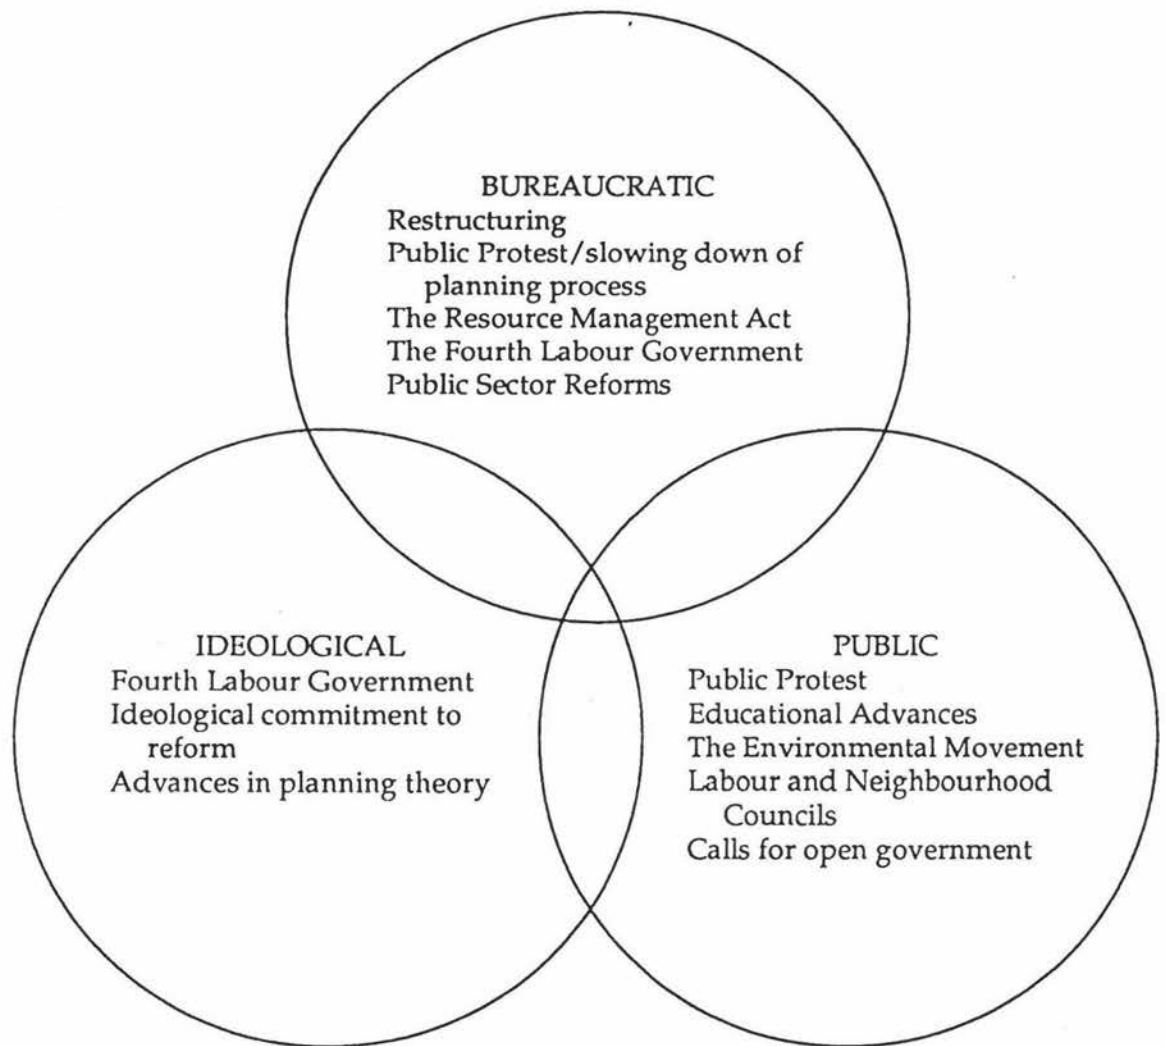 BUREAUCRATIC
Restructuring
Public Protest/slowing down of
planning process
The Resource Management Act
The Fourth Labour Government
Public Sector Reforms
IDEOLOGICAL
Fourth Labour Government
Ideological commitment to
reform
Advances in planning theory
PUBLIC
Public Protest
Educational Advances
The Environmental Movement
Labour and Neighbourhood
Councils
Calls for open government